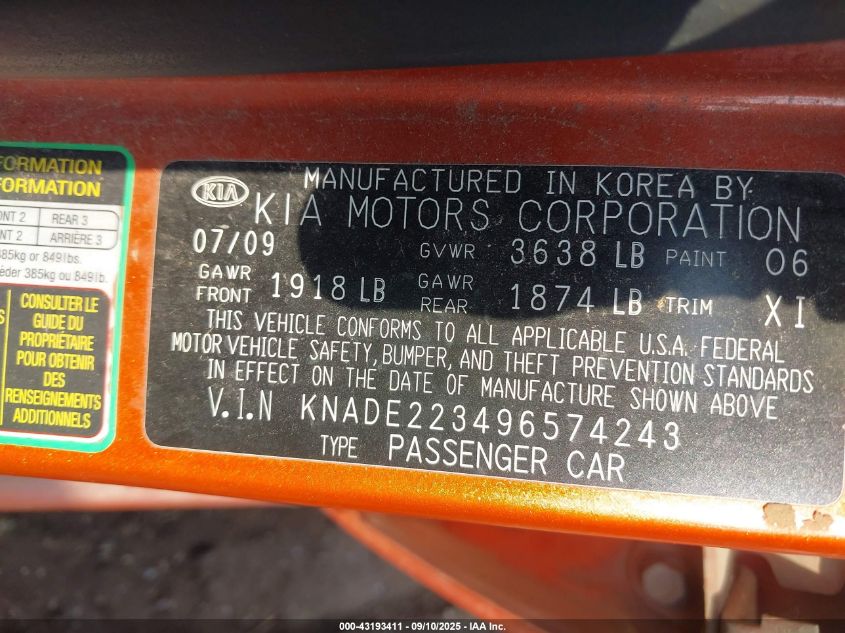 FORMATION
FORMATION
ONT 2 REAR 3
ONT 2 ARRIÈRE 3
385kg or 849lbs.
céder 385kg ou 849lb.
CONSULTER LE
GUIDE DU
PROPRIÉTAIRE
POUR OBTENIR
DES
RENSEIGNEMENTS
ADDITIONNELS
KIA
MANUFACTURED IN KOREA BY:
KIA MOTORS CORPORATION
07/09 GVWR 3638 LB PAINT 06
GAWR FRONT 1918 LB GAWR REAR 1874 LB TRIM XI
THIS VEHICLE CONFORMS TO ALL APPLICABLE U.S.A. FEDERAL
MOTOR VEHICLE SAFETY, BUMPER, AND THEFT PREVENTION STANDARDS
IN EFFECT ON THE DATE OF MANUFACTURE SHOWN ABOVE
V.I.N KNADE223496574243
TYPE PASSENGER CAR
000-43193411 - 09/10/2025 - IAA Inc.